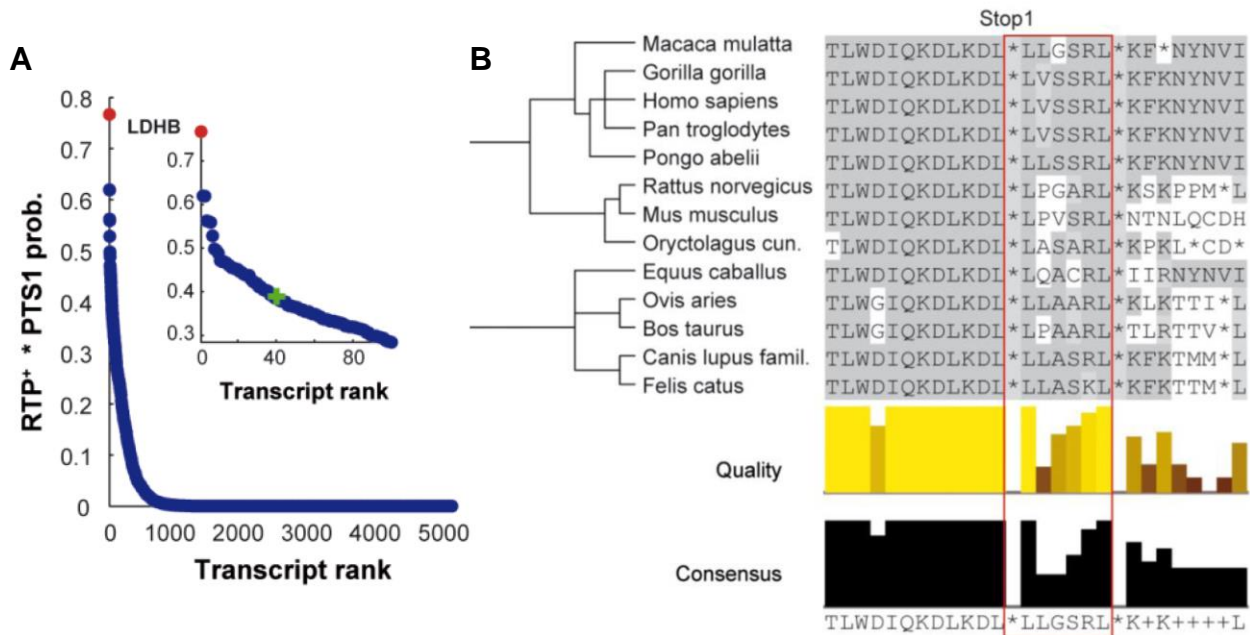 A
RTP⁺ * PTS1 prob.
0.8
0.7
0.6
0.5
0.4
0.3
0.2
0.1
0
0 1000 2000 3000 4000 5000
Transcript rank
LDHB
0.7
0.6
0.5
0.4
0.3
0 40 80
Transcript rank
B
Stop1
Macaca mulatta TLWDIQKDLKDL*LLGSRL*KF*NYNVI
Gorilla gorilla TLWDIQKDLKDL*LVSSRL*KFKNYNVI
Homo sapiens TLWDIQKDLKDL*LVSSRL*KFKNYNVI
Pan troglodytes TLWDIQKDLKDL*LVSSRL*KFKNYNVI
Pongo abelii TLWDIQKDLKDL*LLSSRL*KFKNYNVI
Rattus norvegicus TLWDIQKDLKDL*LPGARL*KSKPPM*L
Mus musculus TLWDIQKDLKDL*LPVSRL*NTNLQCDH
Oryctolagus cun. TLWDIQKDLKDL*LASARL*KPKL*CD*
Equus caballus TLWDIQKDLKDL*LQACRL*IIRNYNVI
Ovis aries TLWGIQKDLKDL*LLAARL*KLKTTI*L
Bos taurus TLWGIQKDLKDL*LPAARL*TLRTTV*L
Canis lupus famil. TLWDIQKDLKDL*LLASRL*KFKTMM*L
Felis catus TLWDIQKDLKDL*LLASKL*KFKTTM*L
Quality
Consensus
TLWDIQKDLKDL*LLGSRL*K+K++++L